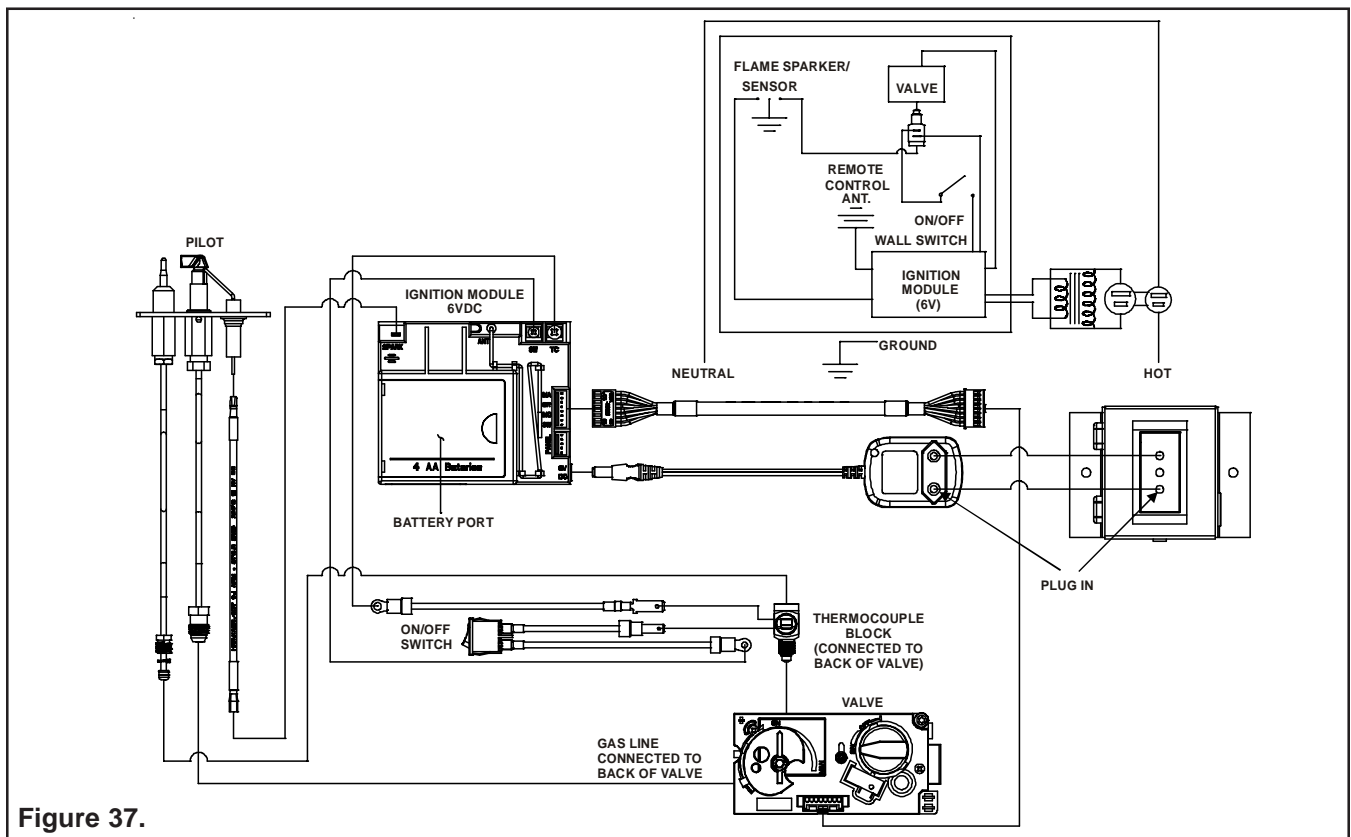 FLAME SPARKER/
SENSOR
VALVE
REMOTE
CONTROL
ANT.
ON/OFF
WALL SWITCH
IGNITION
MODULE
(6V)
GROUND
NEUTRAL
HOT
PILOT
IGNITION MODULE
6VDC
SPARK
ANT
SW
TC
4 AA Batteries
BATTERY PORT
PLUG IN
ON/OFF
SWITCH
THERMOCOUPLE
BLOCK
(CONNECTED TO
BACK OF VALVE)
VALVE
GAS LINE
CONNECTED TO
BACK OF VALVE
Figure 37.